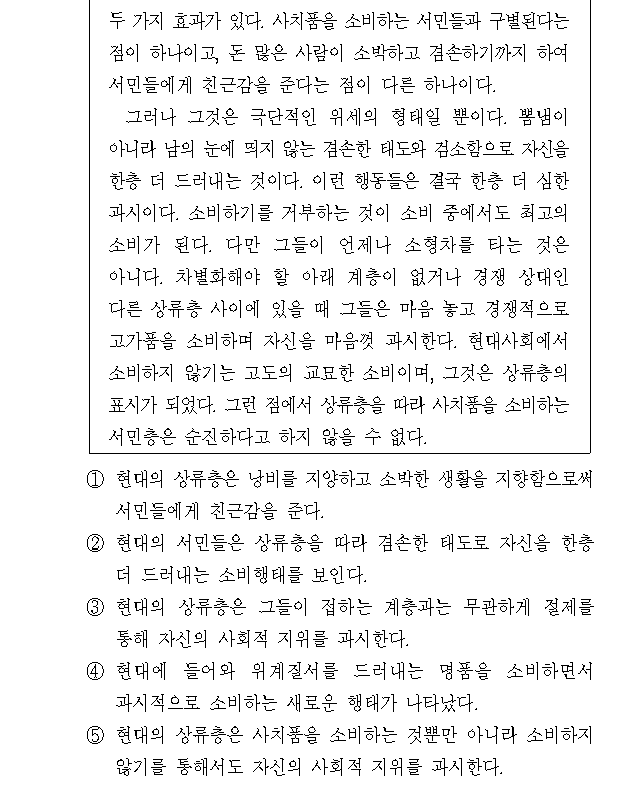 두 가지 효과가 있다. 사치품을 소비하는 서민들과 구별된다는
점이 하나이고, 돈 많은 사람이 소박하고 겸손하기까지 하여
서민들에게 친근감을 준다는 점이 다른 하나이다.
그러나 그것은 극단적인 위세의 형태일 뿐이다. 뽐냄이
아니라 남의 눈에 띄지 않는 겸손한 태도와 검소함으로 자신을
한층 더 드러내는 것이다. 이런 행동들은 결국 한층 더 심한
과시이다. 소비하기를 거부하는 것이 소비 중에서도 최고의
소비가 된다. 다만 그들이 언제나 소형차를 타는 것은
아니다. 차별화해야 할 아래 계층이 없거나 경쟁 상대인
다른 상류층 사이에 있을 때 그들은 마음 놓고 경쟁적으로
고가품을 소비하며 자신을 마음껏 과시한다. 현대사회에서
소비하지 않기는 고도의 교묘한 소비이며, 그것은 상류층의
표시가 되었다. 그런 점에서 상류층을 따라 사치품을 소비하는
서민층은 순진하다고 하지 않을 수 없다.
① 현대의 상류층은 낭비를 지양하고 소박한 생활을 지향함으로써
서민들에게 친근감을 준다.
② 현대의 서민들은 상류층을 따라 겸손한 태도로 자신을 한층
더 드러내는 소비행태를 보인다.
③ 현대의 상류층은 그들이 접하는 계층과는 무관하게 절제를
통해 자신의 사회적 지위를 과시한다.
④ 현대에 들어와 위계질서를 드러내는 명품을 소비하면서
과시적으로 소비하는 새로운 행태가 나타났다.
⑤ 현대의 상류층은 사치품을 소비하는 것뿐만 아니라 소비하지
않기를 통해서도 자신의 사회적 지위를 과시한다.